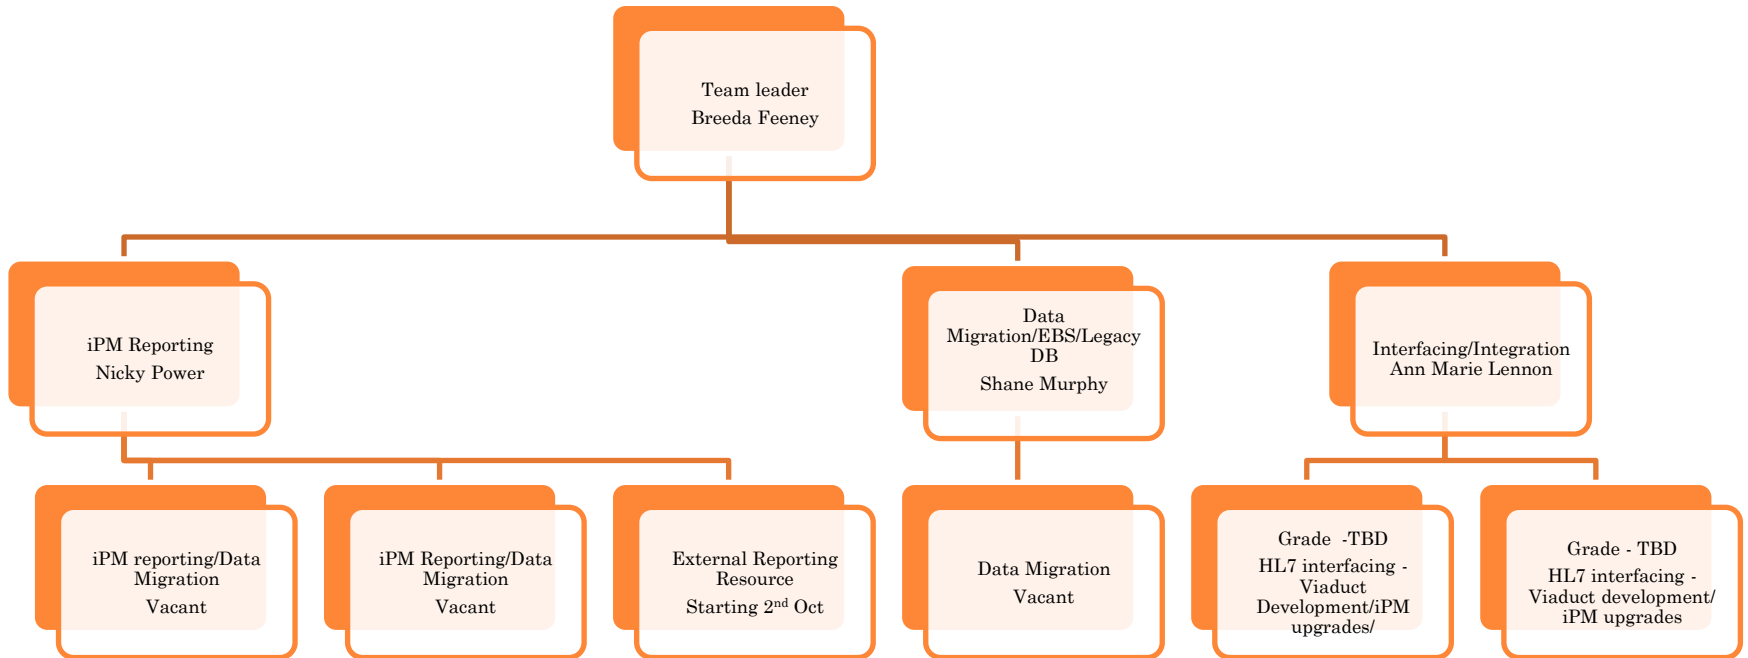 Team leader
Breeda Feeney
iPM Reporting
Nicky Power
Data
Migration/EBS/Legacy
DB
Shane Murphy
Interfacing/Integration
Ann Marie Lennon
iPM reporting/Data
Migration
Vacant
iPM Reporting/Data
Migration
Vacant
External Reporting
Resource
Starting 2nd Oct
Data Migration
Vacant
Grade  -TBD
HL7 interfacing -
Viaduct
Development/iPM
upgrades/
Grade - TBD
HL7 interfacing -
Viaduct development/
iPM upgrades